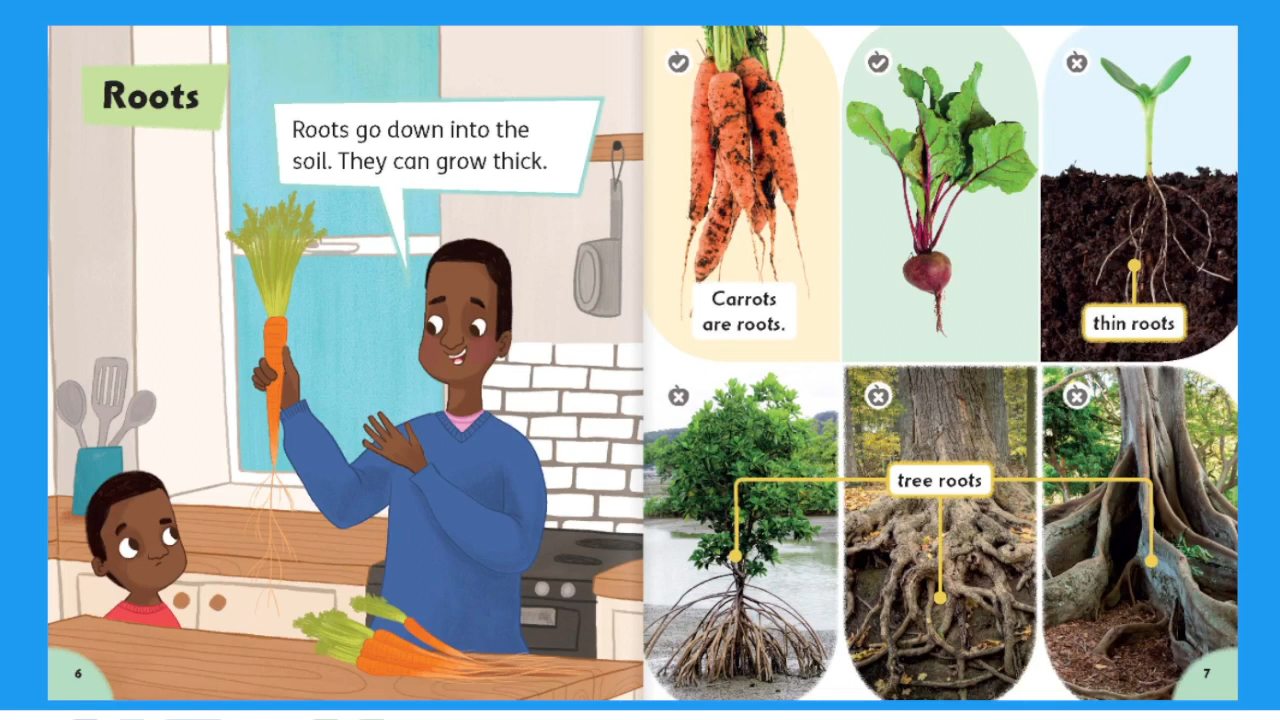 Roots
Roots go down into the
soil. They can grow thick.
6
Carrots
are roots.
thin roots
tree roots
7